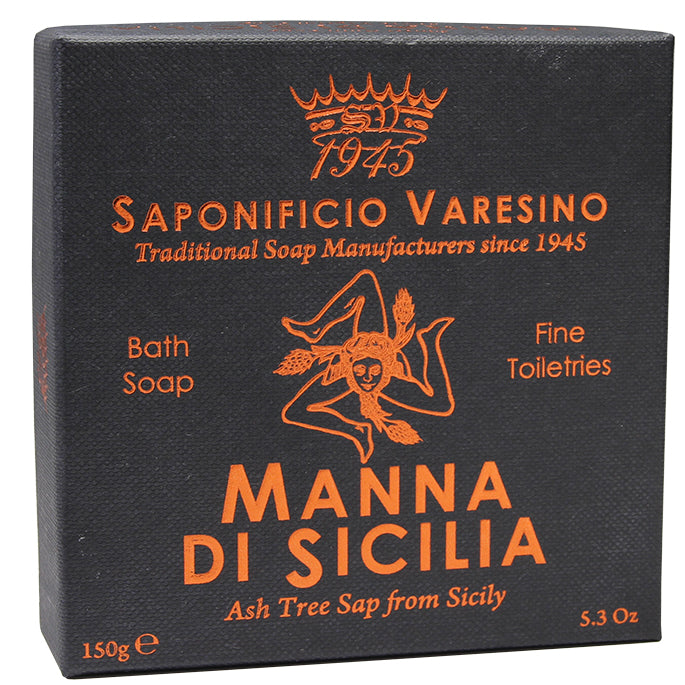 SV
1945
SAPONIFICIO VARESINO
Traditional Soap Manufacturers since 1945
Bath
Soap
Fine
Toiletries
MANNA
DI SICILIA
Ash Tree Sap from Sicily
150g ℮
5.3 Oz